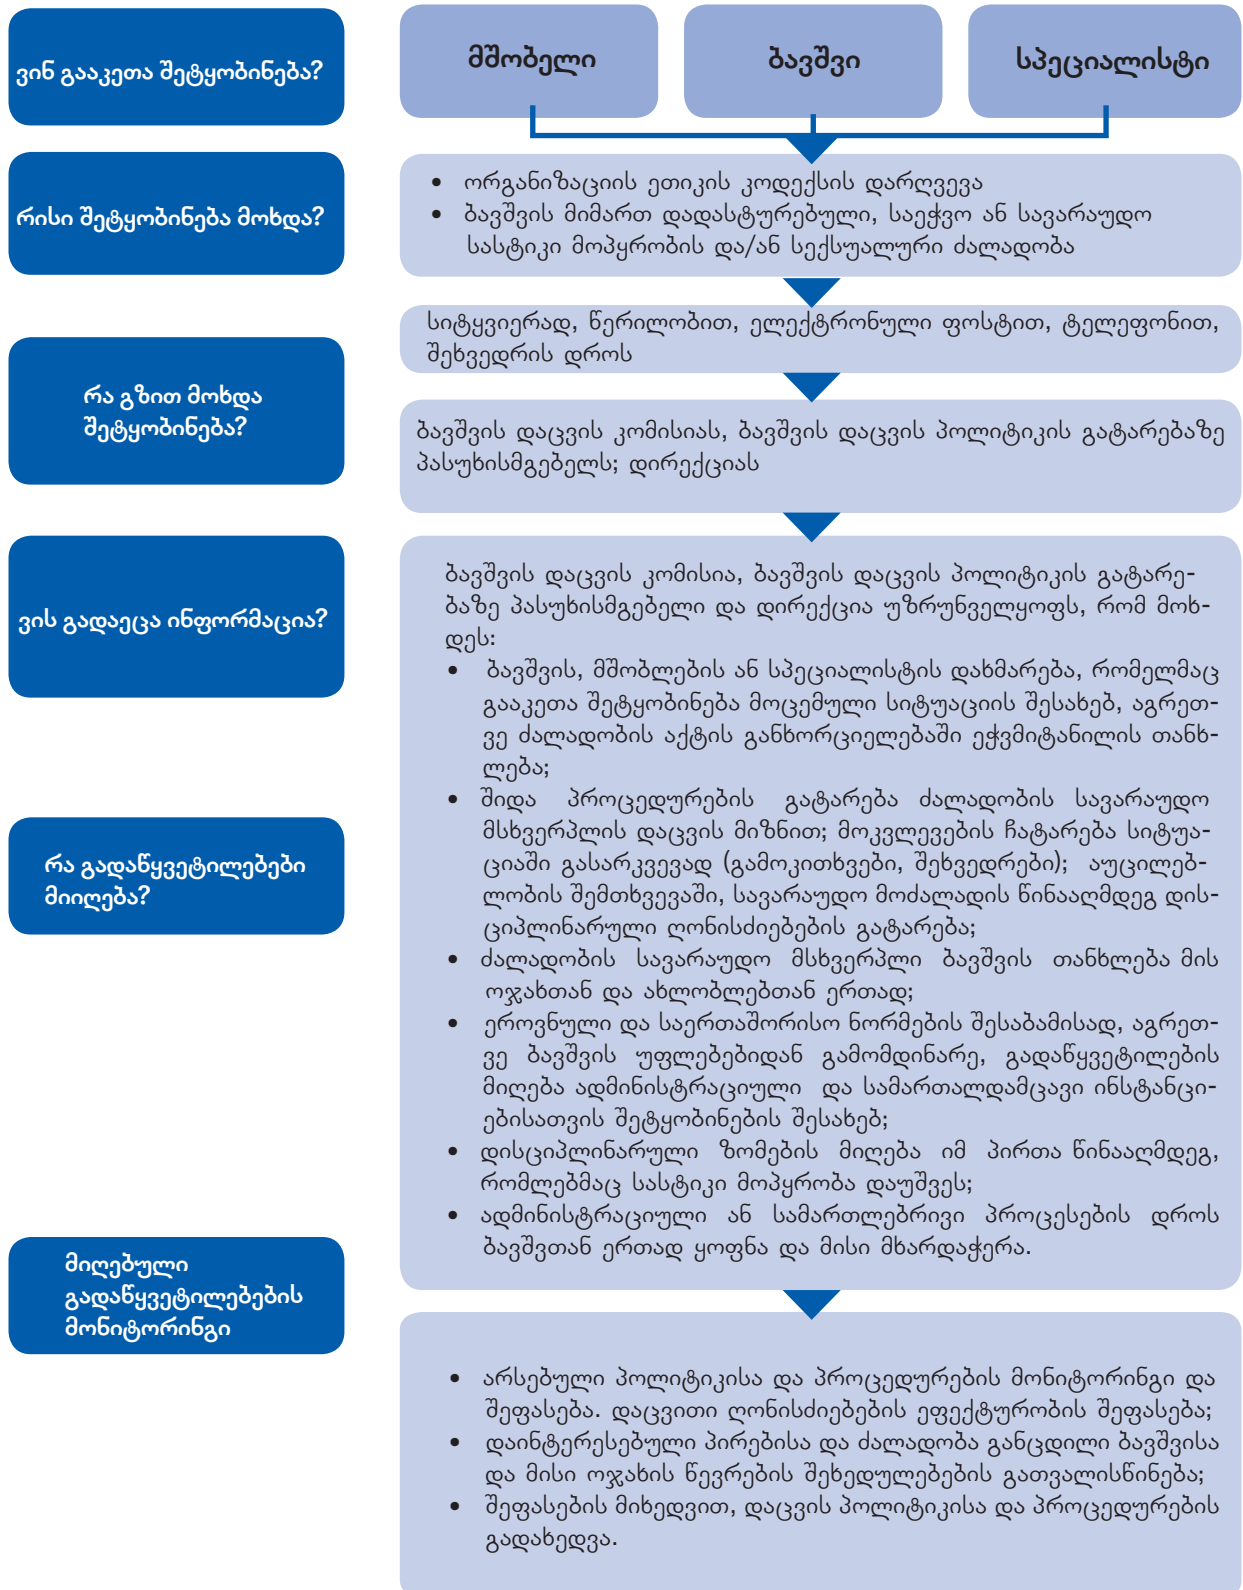 ვინ გააკეთა შეტყობინება?
მშობელი
ბავშვი
სპეციალისტი
რისი შეტყობინება მოხდა?
• ორგანიზაციის ეთიკის კოდექსის დარღვევა
• ბავშვის მიმართ დადასტურებული, საეჭვო ან სავარაუდო
სასტიკი მოპყრობის და/ან სექსუალური ძალადობა
რა გზით მოხდა
შეტყობინება?
სიტყვიერად, წერილობით, ელექტრონული ფოსტით, ტელეფონით,
შეხვედრის დროს
ბავშვის დაცვის კომისიას, ბავშვის დაცვის პოლიტიკის გატარებაზე
პასუხისმგებელს; დირექციას
ვის გადაეცა ინფორმაცია?
ბავშვის დაცვის კომისია, ბავშვის დაცვის პოლიტიკის გატარე-
ბაზე პასუხისმგებელი და დირექცია უზრუნველყოფს, რომ მოხ-
დეს:
• ბავშვის, მშობლების ან სპეციალისტის დახმარება, რომელმაც
გააკეთა შეტყობინება მოცემული სიტუაციის შესახებ, აგრეთ-
ვე ძალადობის აქტის განხორციელებაში ეჭვმიტანილის თანხ-
ლება;
• შიდა პროცედურების გატარება ძალადობის სავარაუდო
მსხვერპლის დაცვის მიზნით; მოკვლევების ჩატარება სიტუა-
ციაში გასარკვევად (გამოკითხვები, შეხვედრები); აუცილებ-
ლობის შემთხვევაში, სავარაუდო მოძალადის წინააღმდეგ დის-
ციპლინარული ღონისძიებების გატარება;
• ძალადობის სავარაუდო მსხვერპლი ბავშვის თანხლება მის
ოჯახთან და ახლობლებთან ერთად;
• ეროვნული და საერთაშორისო ნორმების შესაბამისად, აგრეთ-
ვე ბავშვის უფლებებიდან გამომდინარე, გადაწყვეტილების
მიღება ადმინისტრაციული და სამართალდამცავი ინსტანცი-
ებისათვის შეტყობინების შესახებ;
• დისციპლინარული ზომების მიღება იმ პირთა წინააღმდეგ,
რომლებმაც სასტიკი მოპყრობა დაუშვეს;
• ადმინისტრაციული ან სამართლებრივი პროცესების დროს
ბავშვთან ერთად ყოფნა და მისი მხარდაჭერა.
რა გადაწყვეტილებები
მიიღება?
მიღებული
გადაწყვეტილებების
მონიტორინგი
• არსებული პოლიტიკისა და პროცედურების მონიტორინგი და
შეფასება. დაცვითი ღონისძიებების ეფექტურობის შეფასება;
• დაინტერესებული პირებისა და ძალადობა განცდილი ბავშვისა
და მისი ოჯახის წევრების შეხედულებების გათვალისწინება;
• შეფასების მიხედვით, დაცვის პოლიტიკისა და პროცედურების
გადახედვა.